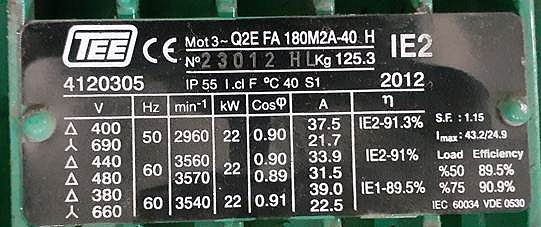 TEE CE Mot 3~ Q2E FA 180M2A-40 H IE2
Nº 23012 HL Kg 125.3
4120305 IP 55 I.cl F ºC 40 S1 2012
V Hz min⁻¹ kW Cosφ A η
Δ 400 50 2960 22 0.90 37.5 IE2-91.3% S.F. : 1.15
⅄ 690 21.7 Imax : 43.2/24.9
Δ 440 60 3560 22 0.90 33.9 IE2-91% Load Efficiency
Δ 480 3570 0.89 31.5 %50 89.5%
Δ 380 60 3540 22 0.91 39.0 IE1-89.5% %75 90.9%
⅄ 660 22.5 IEC 60034 VDE 0530